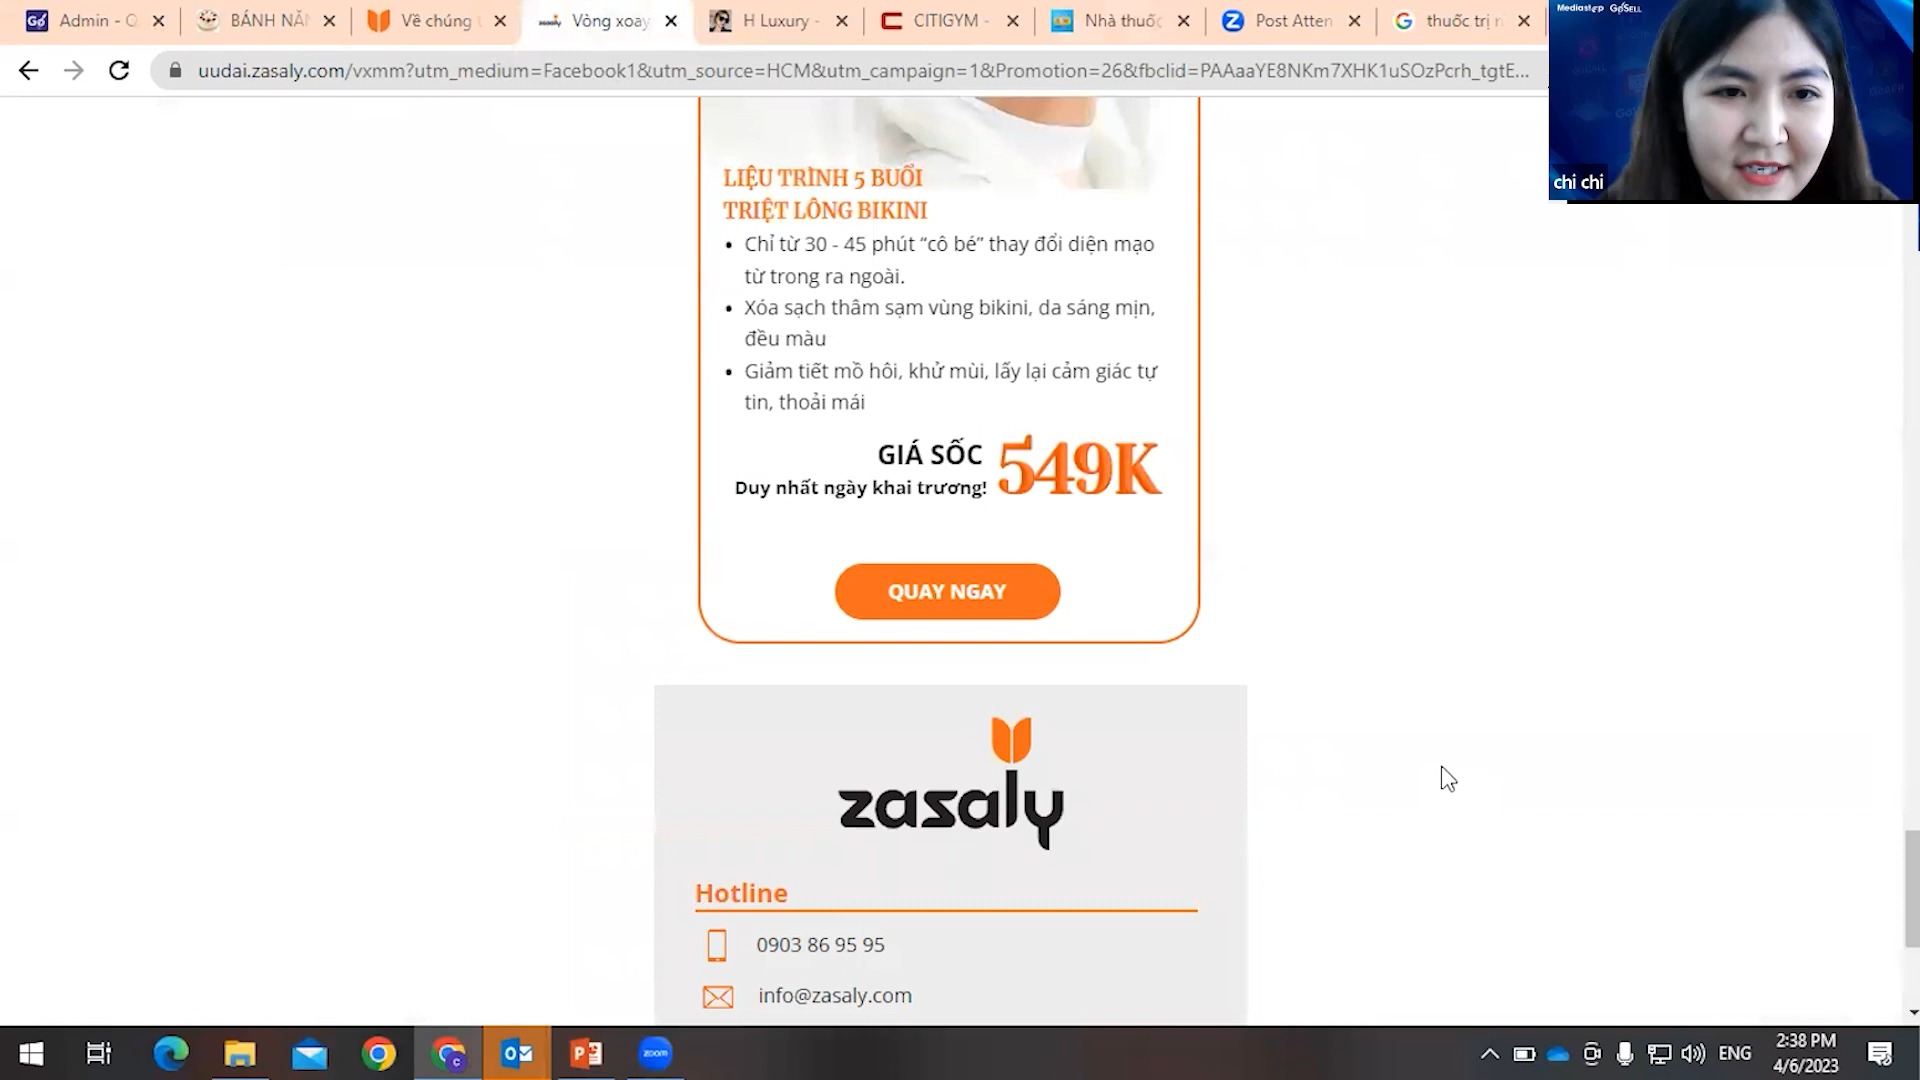 Admin - O
BÁNH NĂN
Về chúng t
zasaly
Vòng xoay
H Luxury -
CITIGYM -
Nhà thuốc
Post Atten
thuốc trị n
Mediastep GoSELL
uudai.zasaly.com/vxmm?utm_medium=Facebook1&utm_source=HCM&utm_campaign=1&Promotion=26&fbclid=PAAaaYE8NKm7XHK1uSOzPcrh_tgtE...
chi chi
LIỆU TRÌNH 5 BUỔI
TRIỆT LÔNG BIKINI
• Chỉ từ 30 - 45 phút “cô bé” thay đổi diện mạo
từ trong ra ngoài.
• Xóa sạch thâm sạm vùng bikini, da sáng mịn,
đều màu
• Giảm tiết mồ hôi, khử mùi, lấy lại cảm giác tự
tin, thoải mái
GIÁ SỐC
549K
Duy nhất ngày khai trương!
QUAY NGAY
zasaly
Hotline
0903 86 95 95
info@zasaly.com
zoom
ENG
2:38 PM
4/6/2023